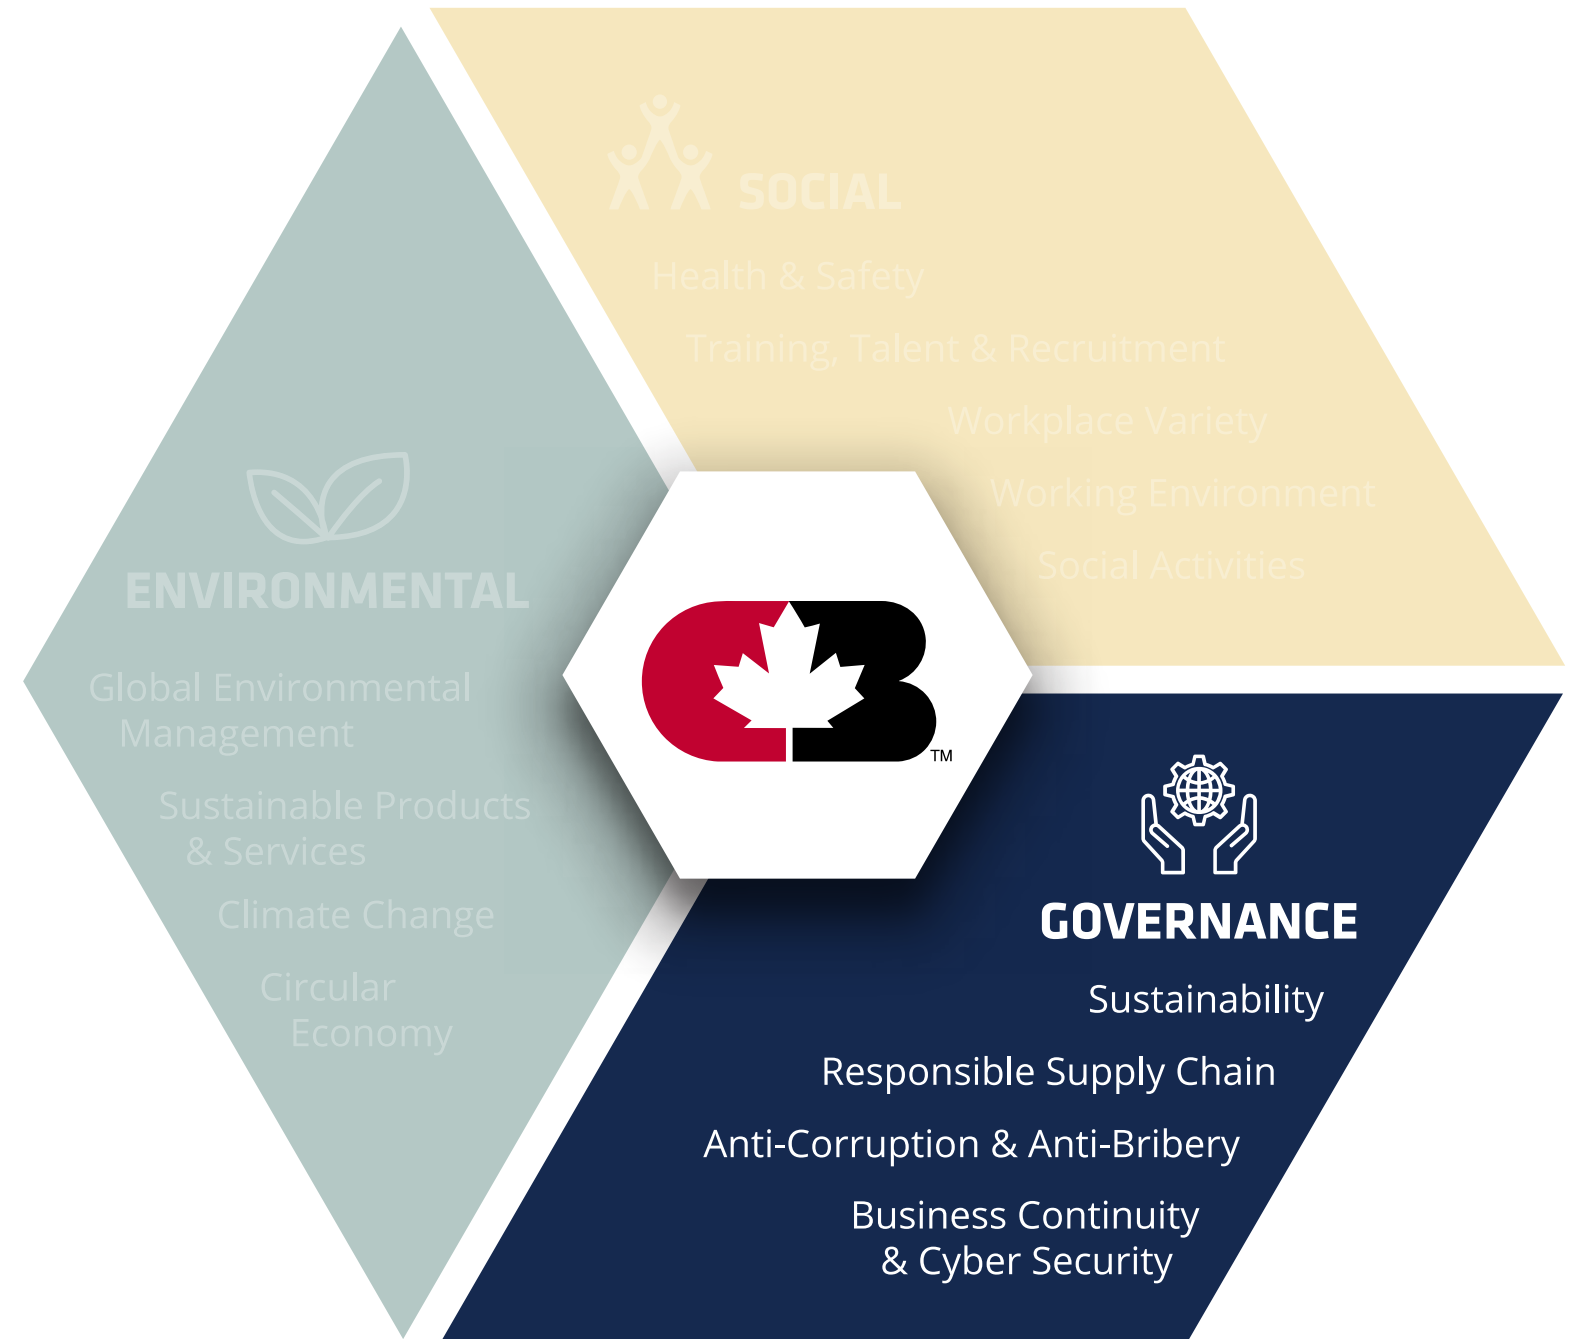 SOCIAL
Health & Safety
Training, Talent & Recruitment
Workplace Variety
Working Environment
Social Activities
ENVIRONMENTAL
Global Environmental
Management
Sustainable Products
& Services
Climate Change
Circular
Economy
CB
TM
GOVERNANCE
Sustainability
Responsible Supply Chain
Anti-Corruption & Anti-Bribery
Business Continuity
& Cyber Security